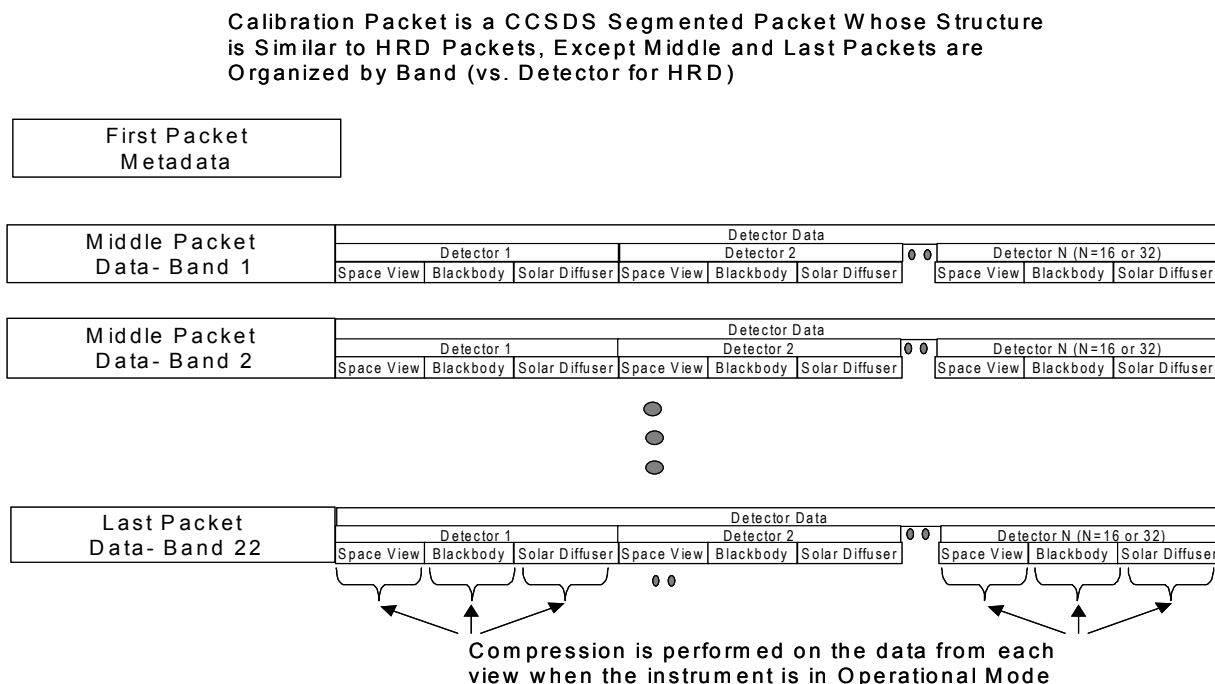 Calibration Packet is a CCSDS Segmented Packet Whose Structure
is Similar to HRD Packets, Except Middle and Last Packets are
Organized by Band (vs. Detector for HRD)
First Packet
Metadata
Middle Packet
Data- Band 1
Detector Data
Detector 1 Detector 2 Detector N (N=16 or 32)
Space View Blackbody Solar Diffuser Space View Blackbody Solar Diffuser Space View Blackbody Solar Diffuser
Middle Packet
Data- Band 2
Detector Data
Detector 1 Detector 2 Detector N (N=16 or 32)
Space View Blackbody Solar Diffuser Space View Blackbody Solar Diffuser Space View Blackbody Solar Diffuser
Last Packet
Data- Band 22
Detector Data
Detector 1 Detector 2 Detector N (N=16 or 32)
Space View Blackbody Solar Diffuser Space View Blackbody Solar Diffuser Space View Blackbody Solar Diffuser
Compression is performed on the data from each
view when the instrument is in Operational Mode